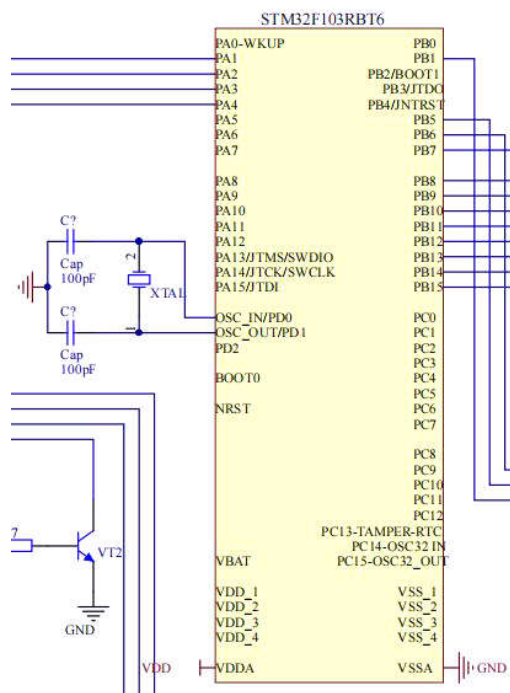 STM32F103RBT6
PA0-WKUP
PA1
PA2
PA3
PA4
PA5
PA6
PA7
PA8
PA9
PA10
PA11
PA12
PA13/JTMS/SWDIO
PA14/JTCK/SWCLK
PA15/JTDI
OSC_IN/PD0
OSC_OUT/PD1
PD2
BOOT0
NRST
VBAT
VDD_1
VDD_2
VDD_3
VDD_4
VDDA
PB0
PB1
PB2/BOOT1
PB3/JTDO
PB4/JNTRST
PB5
PB6
PB7
PB8
PB9
PB10
PB11
PB12
PB13
PB14
PB15
PC0
PC1
PC2
PC3
PC4
PC5
PC6
PC7
PC8
PC9
PC10
PC11
PC12
PC13-TAMPER-RTC
PC14-OSC32 IN
PC15-OSC32_OUT
VSS_1
VSS_2
VSS_3
VSS_4
VSSA
C?
Cap
100pF
2
XTAL
1
C?
Cap
100pF
7
VT2
GND
VDD
GND